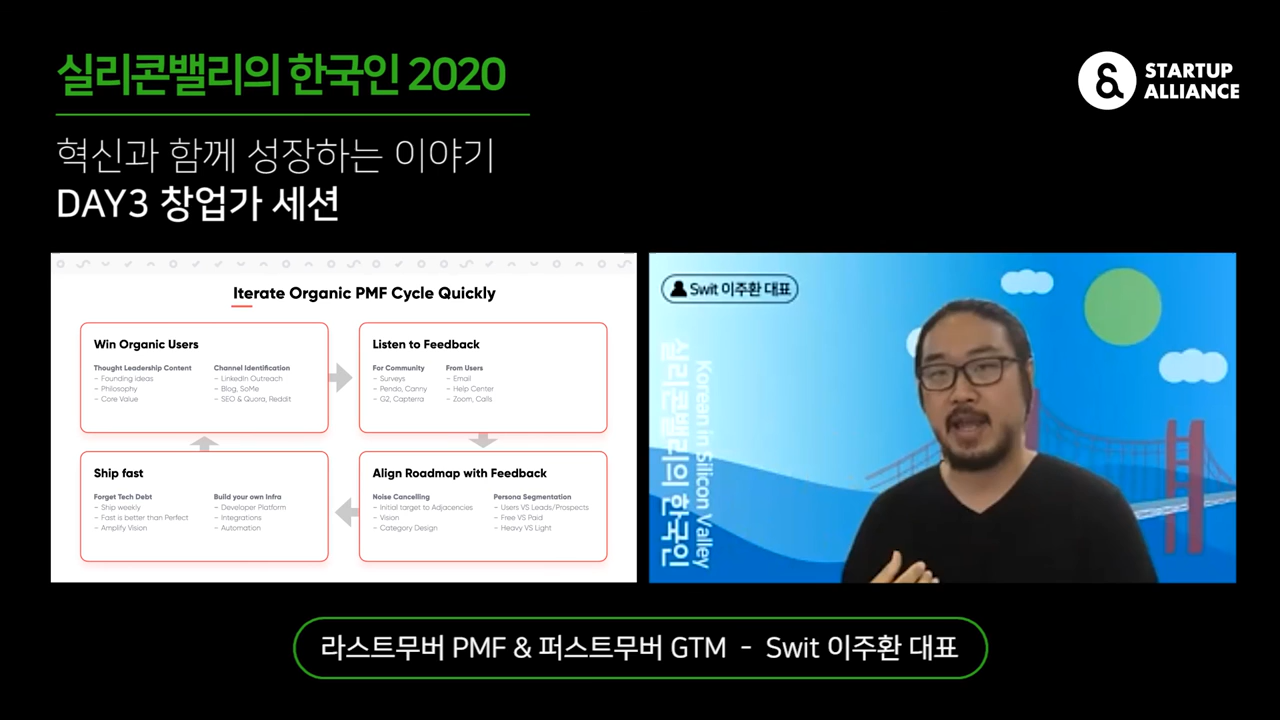 실리콘밸리의 한국인 2020
STARTUP
ALLIANCE
혁신과 함께 성장하는 이야기
DAY3 창업가 세션
Iterate Organic PMF Cycle Quickly
Win Organic Users
Thought Leadership Content
– Founding ideas
– Philosophy
– Core Value
Channel Identification
– LinkedIn Outreach
– Blog, SoMe
– SEO & Quora, Reddit
Listen to Feedback
For Community
– Surveys
– Pendo, Canny
– G2, Capterra
From Users
– Email
– Help Center
– Zoom, Calls
Ship fast
Forget Tech Debt
– Ship weekly
– Fast is better than Perfect
– Amplify Vision
Build your own Infra
– Developer Platform
– Integrations
– Automation
Align Roadmap with Feedback
Noise Cancelling
– Initial target to Adjacencies
– Vision
– Category Design
Persona Segmentation
– Users VS Leads/Prospects
– Free VS Paid
– Heavy VS Light
Swit 이주환 대표
Korean in Silicon Valley
실리콘밸리의 한국인
라스트무버 PMF & 퍼스트무버 GTM - Swit 이주환 대표